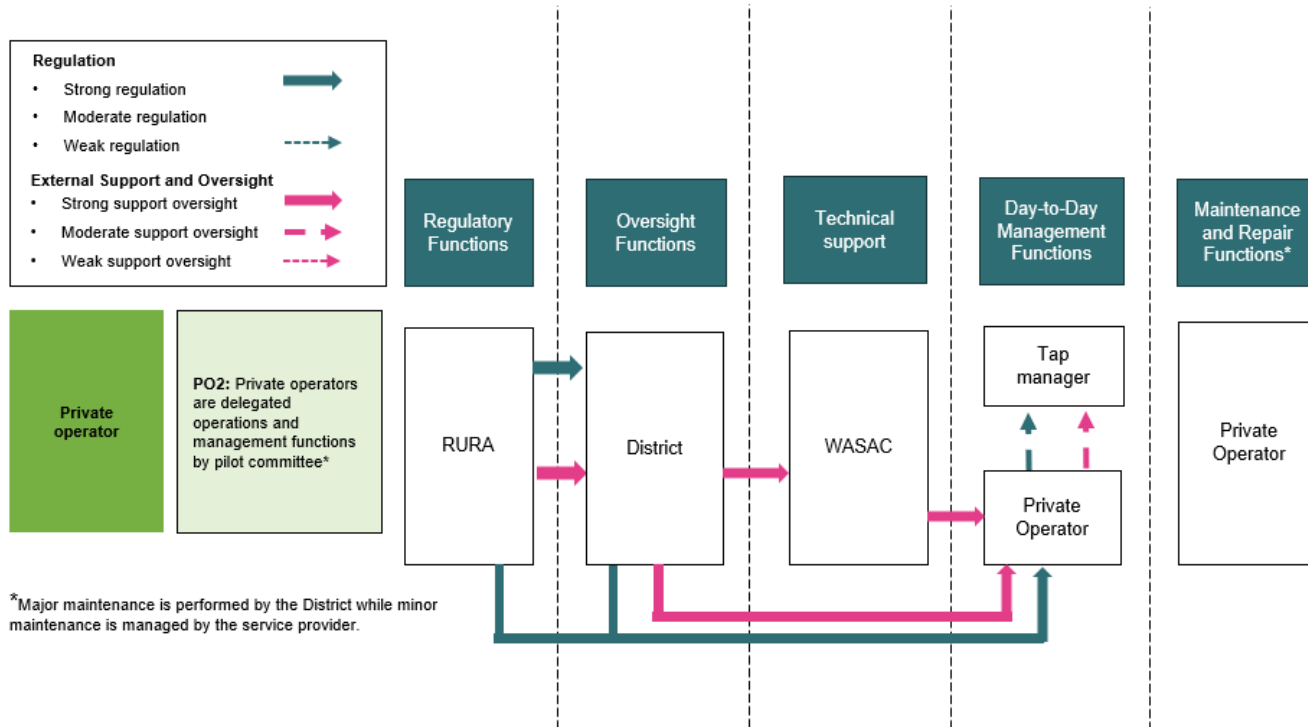 Regulation
• Strong regulation
• Moderate regulation
• Weak regulation
External Support and Oversight
• Strong support oversight
• Moderate support oversight
• Weak support oversight
Regulatory
Functions
Oversight
Functions
Technical
support
Day-to-Day
Management
Functions
Maintenance
and Repair
Functions*
Private
operator
PO2: Private operators
are delegated
operations and
management functions
by pilot committee*
RURA
District
WASAC
Tap
manager
Private
Operator
Private
Operator
*Major maintenance is performed by the District while minor
maintenance is managed by the service provider.